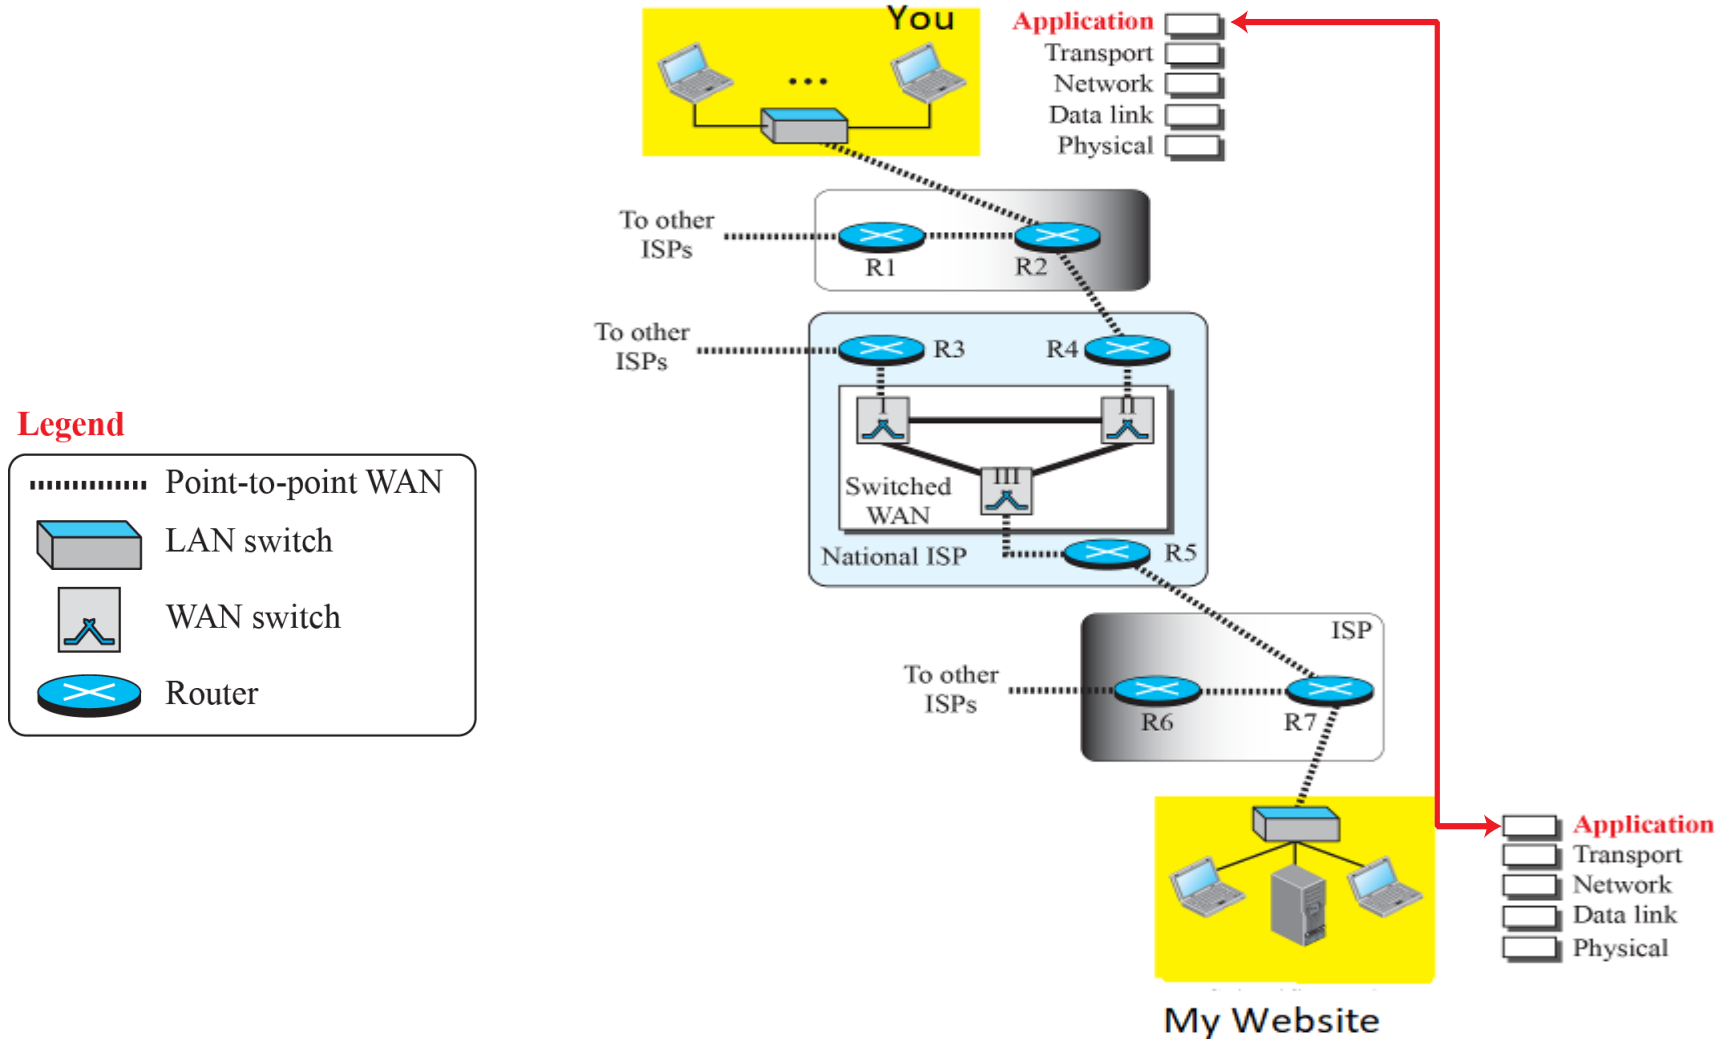 You
Application
Transport
Network
Data link
Physical
To other
ISPs
R1
R2
To other
ISPs
R3
R4
I
II
III
Switched
WAN
National ISP
R5
Legend
Point-to-point WAN
LAN switch
WAN switch
Router
ISP
To other
ISPs
R6
R7
Application
Transport
Network
Data link
Physical
My Website